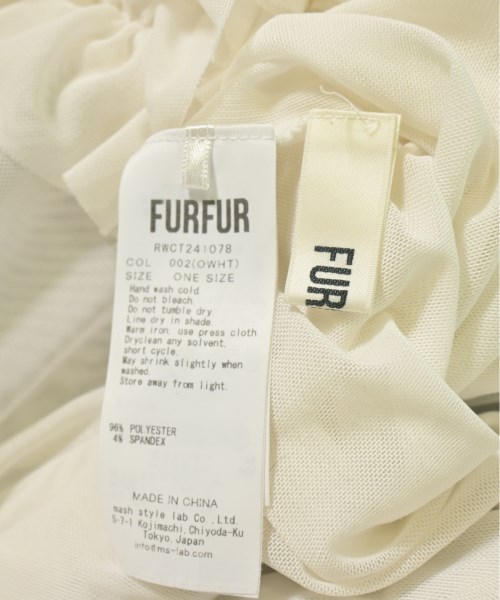 FURFUR
RWCT241078
COL 002(OWHT)
SIZE ONE SIZE
Hand wash cold.
Do not bleach.
Do not tumble dry.
Line dry in shade.
Warm iron: use press cloth.
Dryclean any solvent,
short cycle.
May shrink slightly when
washed.
Store away from light.
96% POLYESTER
4% SPANDEX
MADE IN CHINA
mash style lab Co.,Ltd.
5-7-1 Kojimachi,Chiyoda-Ku
Tokyo,Japan
info@ms-lab.com
FUR